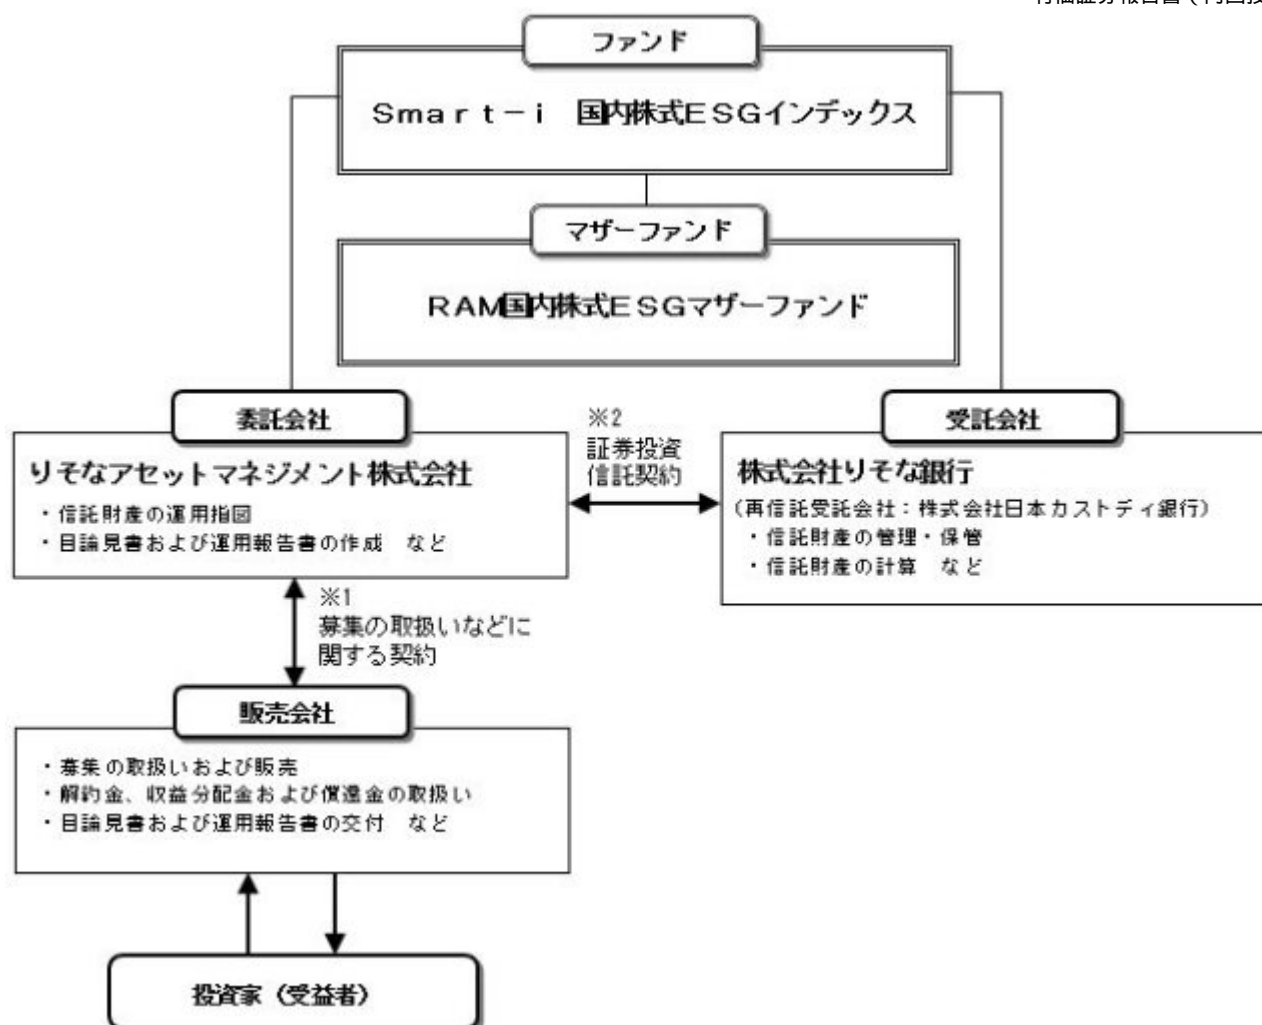 ファンド
Smart－i 国内株式ESGインデックス
マザーファンド
RAM国内株式ESGマザーファンド
委託会社
りそなアセットマネジメント株式会社
・信託財産の運用指図
・目論見書および運用報告書の作成 など
※2
証券投資
信託契約
受託会社
株式会社りそな銀行
(再信託受託会社：株式会社日本カストディ銀行)
・信託財産の管理・保管
・信託財産の計算 など
※1
募集の取扱いなどに
関する契約
販売会社
・募集の取扱いおよび販売
・解約金、収益分配金および償還金の取扱い
・目論見書および運用報告書の交付 など
投資家（受益者）